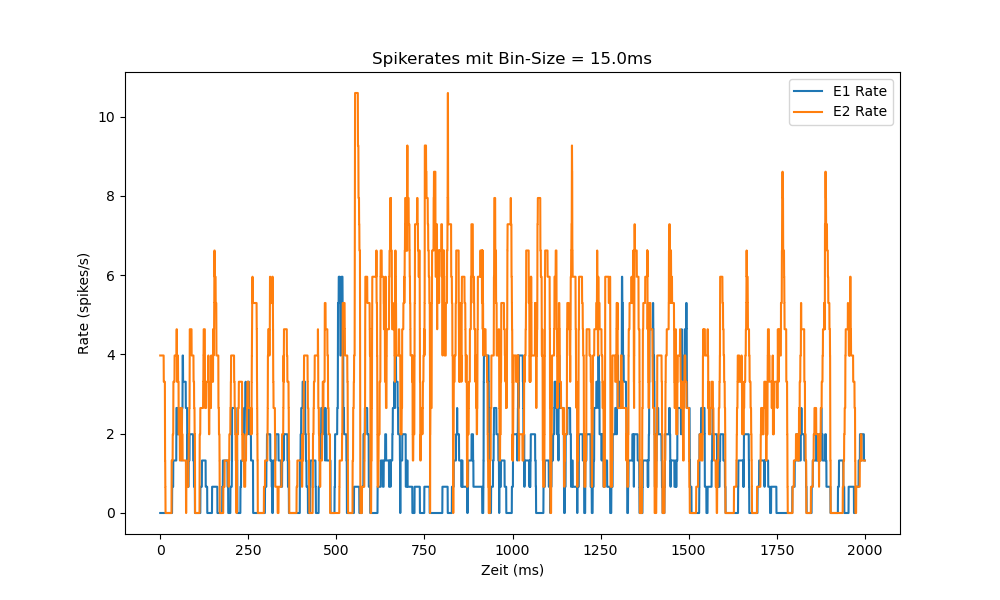 Spikerates mit Bin-Size = 15.0ms
E1 Rate
E2 Rate
10
8
6
4
2
0
Rate (spikes/s)
0 250 500 750 1000 1250 1500 1750 2000
Zeit (ms)